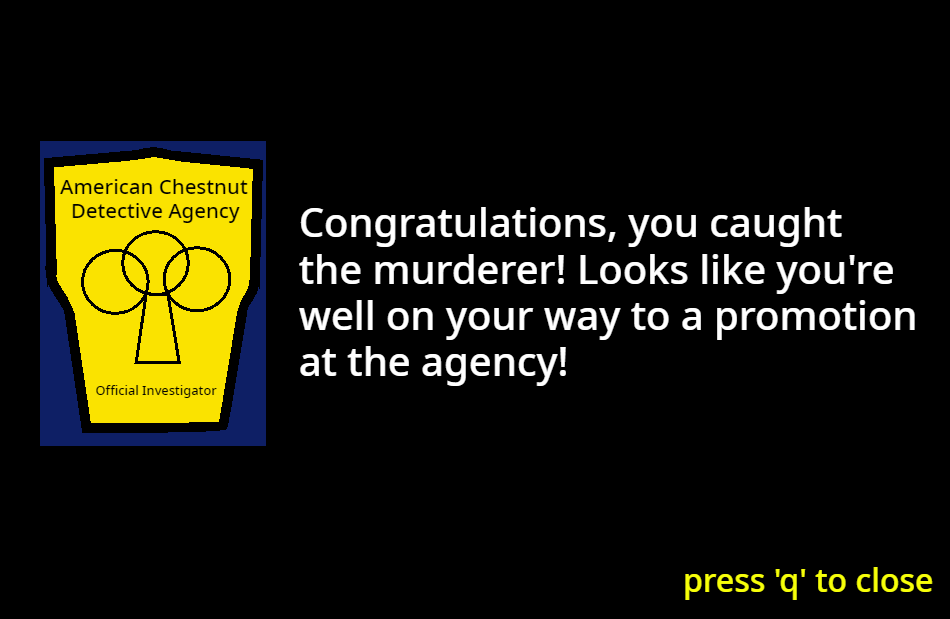 American Chestnut
Detective Agency
Official Investigator
Congratulations, you caught
the murderer! Looks like you're
well on your way to a promotion
at the agency!
press 'q' to close